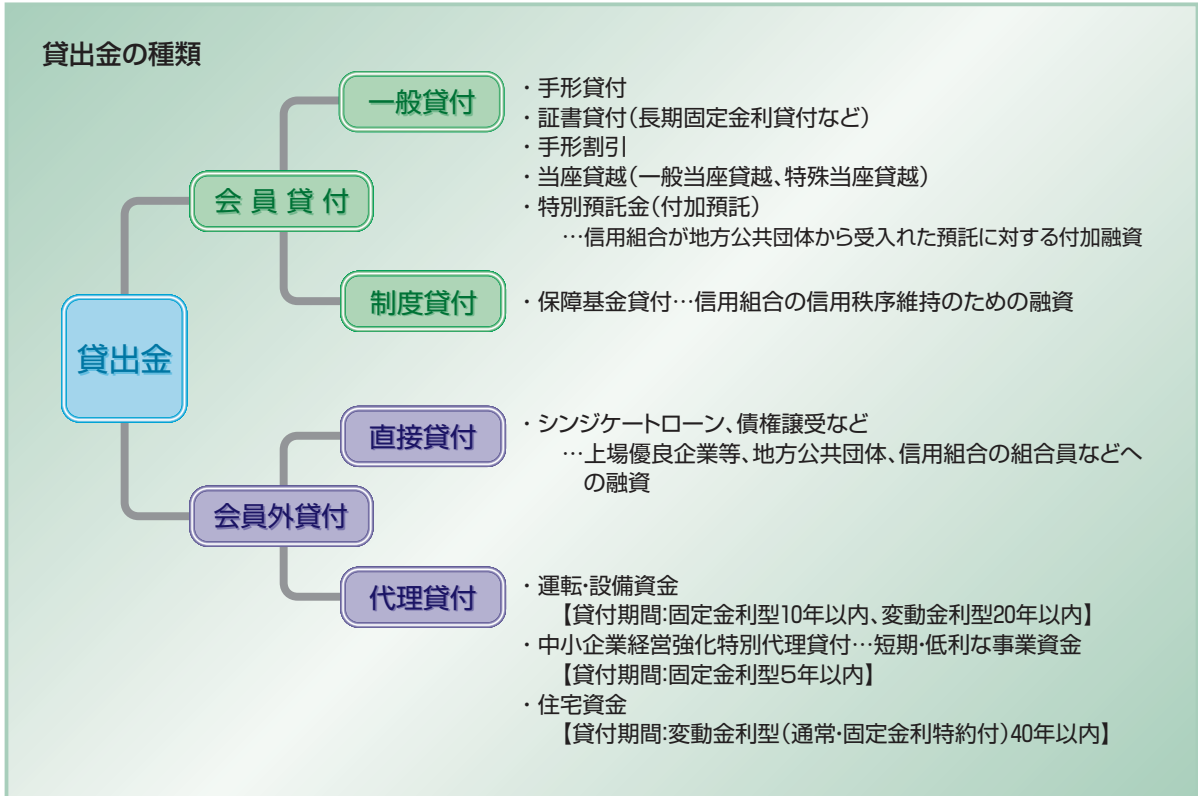 貸出金の種類
貸出金
会員貸付
一般貸付
・手形貸付
・証書貸付(長期固定金利貸付など)
・手形割引
・当座貸越(一般当座貸越、特殊当座貸越)
・特別預託金(付加預託)
…信用組合が地方公共団体から受入れた預託に対する付加融資
制度貸付
・保障基金貸付…信用組合の信用秩序維持のための融資
会員外貸付
直接貸付
・シンジケートローン、債権譲受など
…上場優良企業等、地方公共団体、信用組合の組合員などへ
の融資
代理貸付
・運転・設備資金
【貸付期間:固定金利型10年以内、変動金利型20年以内】
・中小企業経営強化特別代理貸付…短期・低利な事業資金
【貸付期間:固定金利型5年以内】
・住宅資金
【貸付期間:変動金利型(通常・固定金利特約付)40年以内】